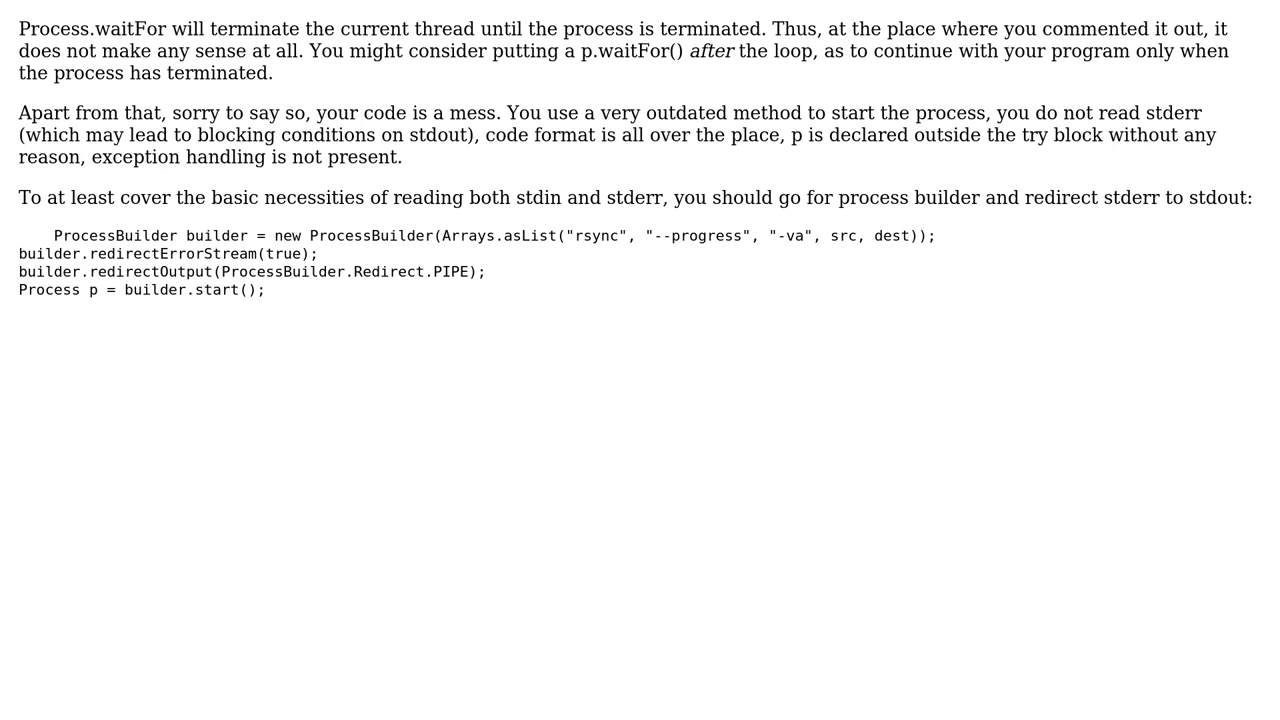 Process.waitFor will terminate the current thread until the process is terminated. Thus, at the place where you commented it out, it
does not make any sense at all. You might consider putting a p.waitFor() after the loop, as to continue with your program only when
the process has terminated.
Apart from that, sorry to say so, your code is a mess. You use a very outdated method to start the process, you do not read stderr
(which may lead to blocking conditions on stdout), code format is all over the place, p is declared outside the try block without any
reason, exception handling is not present.
To at least cover the basic necessities of reading both stdin and stderr, you should go for process builder and redirect stderr to stdout:
    ProcessBuilder builder = new ProcessBuilder(Arrays.asList("rsync", "--progress", "-va", src, dest));
builder.redirectErrorStream(true);
builder.redirectOutput(ProcessBuilder.Redirect.PIPE);
Process p = builder.start();